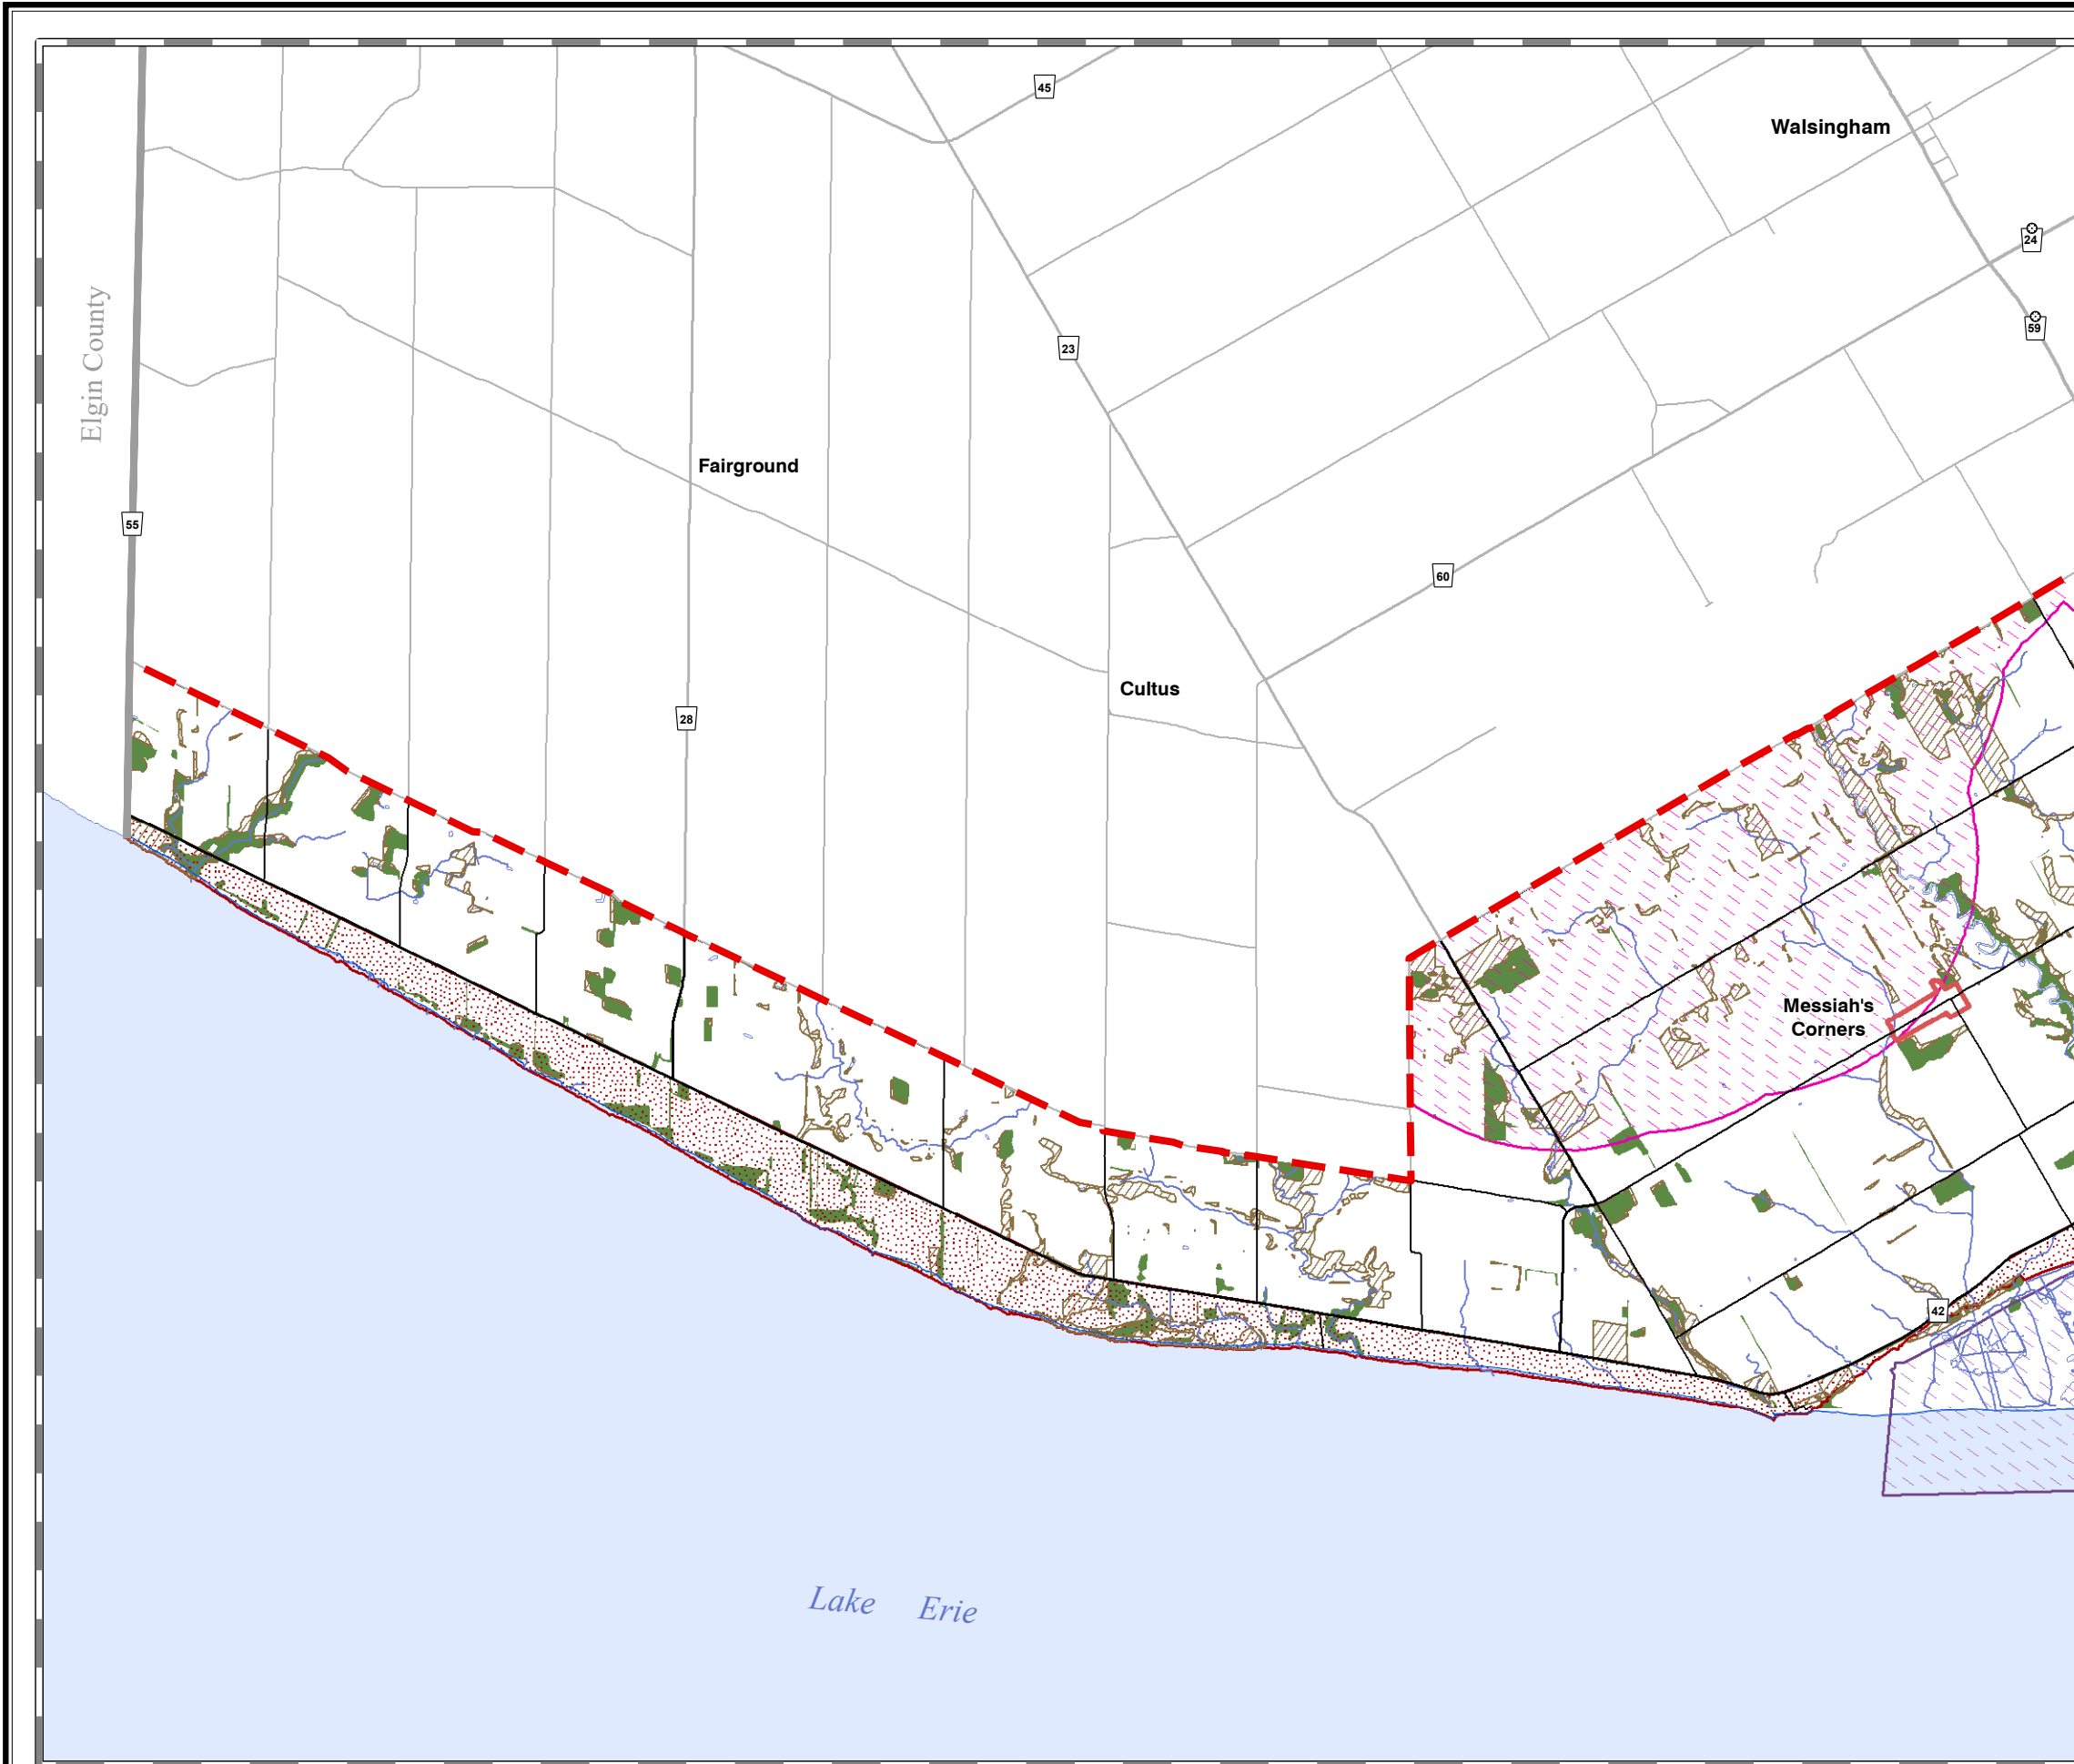 45
Walsingham
24
59
23
Elgin County
Fairground
55
60
Cultus
28
Messiah's
Corners
42
Lake Erie